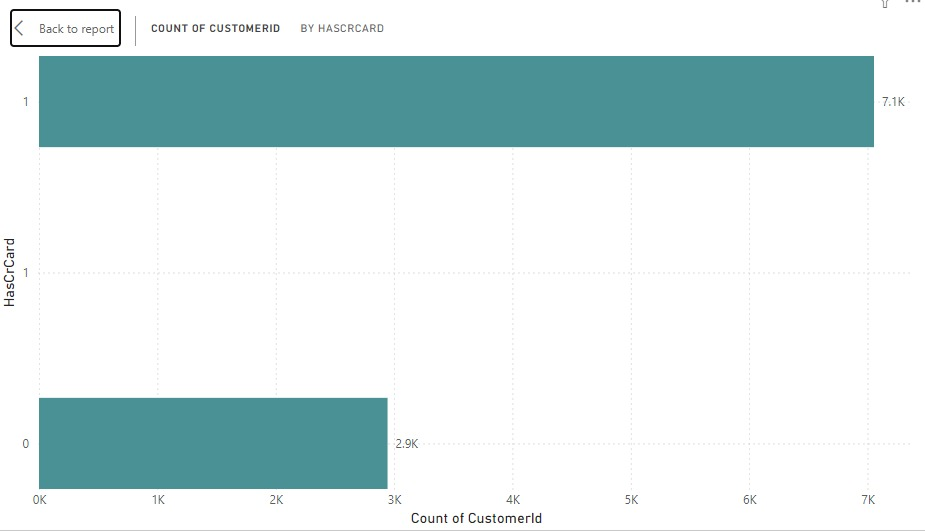 Back to report
COUNT OF CUSTOMERID
BY HASCRCARD
1
7.1K
HasCrCard
1
0
2.9K
0K 1K 2K 3K 4K 5K 6K 7K
Count of CustomerId